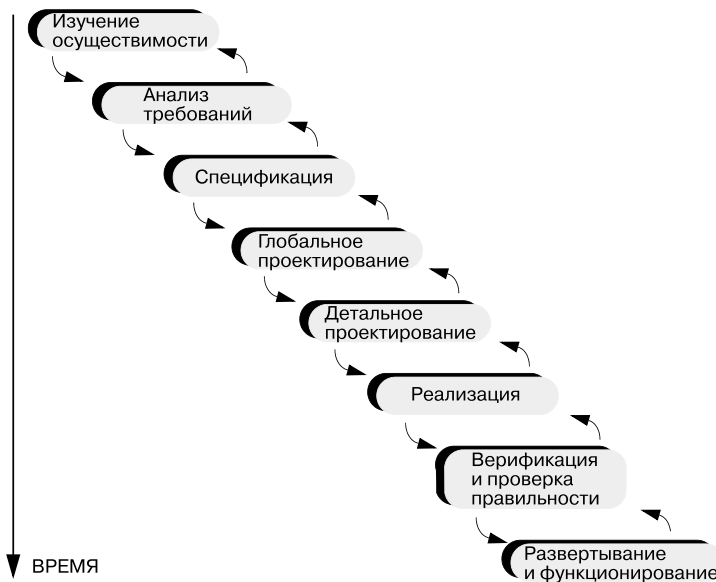 Изучение
осуществимости
Анализ
требований
Спецификация
Глобальное
проектирование
Детальное
проектирование
Реализация
Верификация
и проверка
правильности
Развертывание
и функционирование
ВРЕМЯ